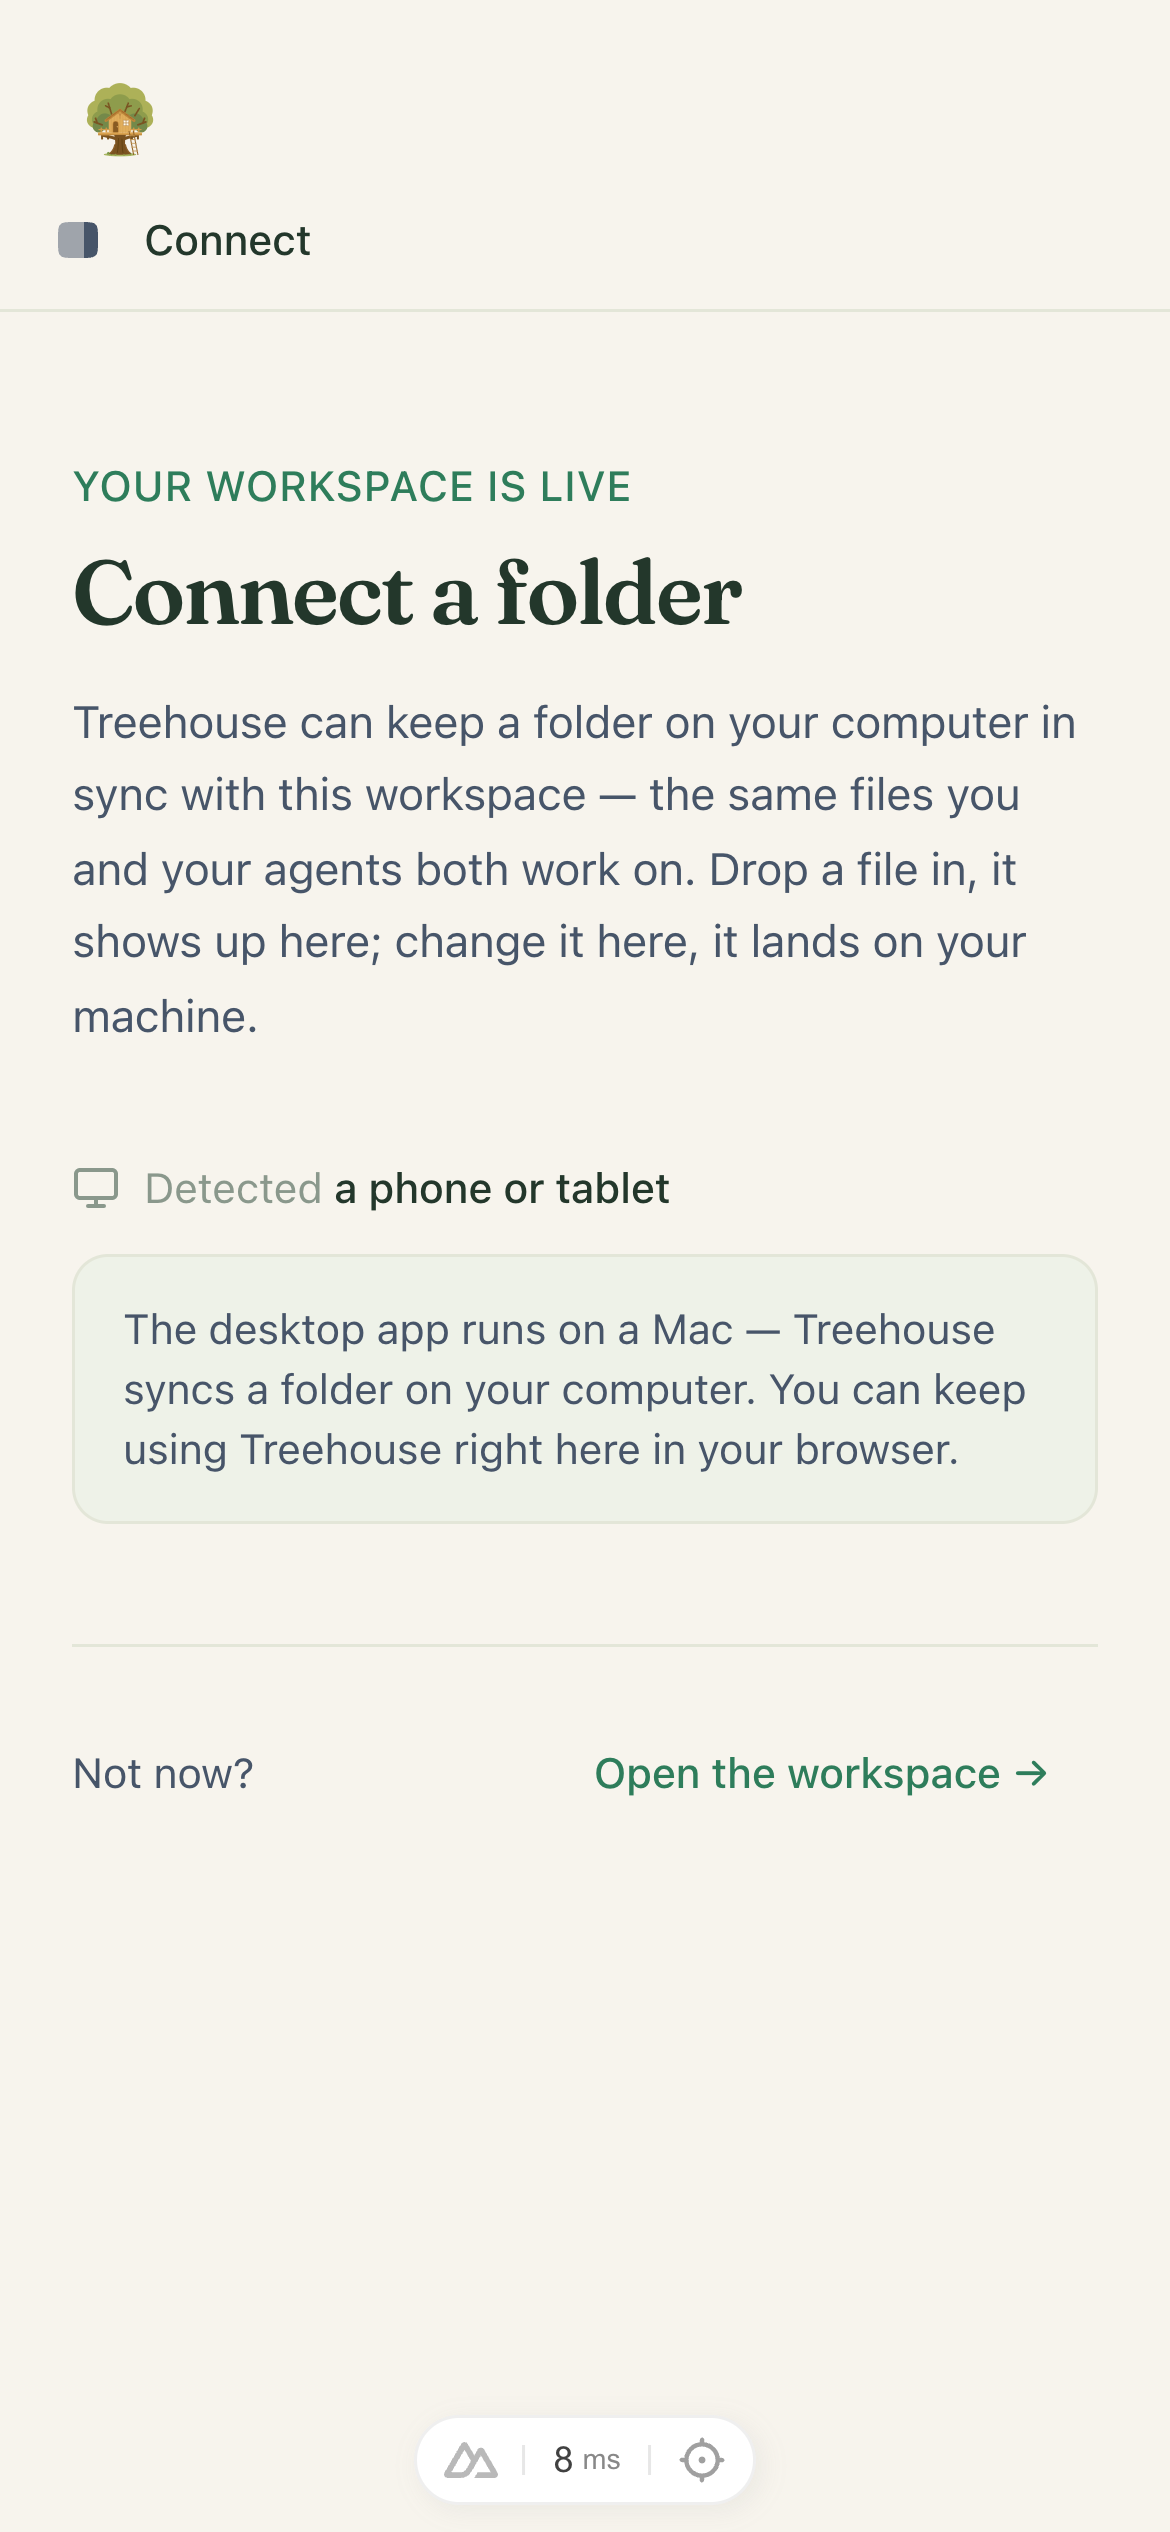 Connect
YOUR WORKSPACE IS LIVE
Connect a folder
Treehouse can keep a folder on your computer in
sync with this workspace — the same files you
and your agents both work on. Drop a file in, it
shows up here; change it here, it lands on your
machine.
Detected a phone or tablet
The desktop app runs on a Mac — Treehouse
syncs a folder on your computer. You can keep
using Treehouse right here in your browser.
Not now?
Open the workspace →
8 ms